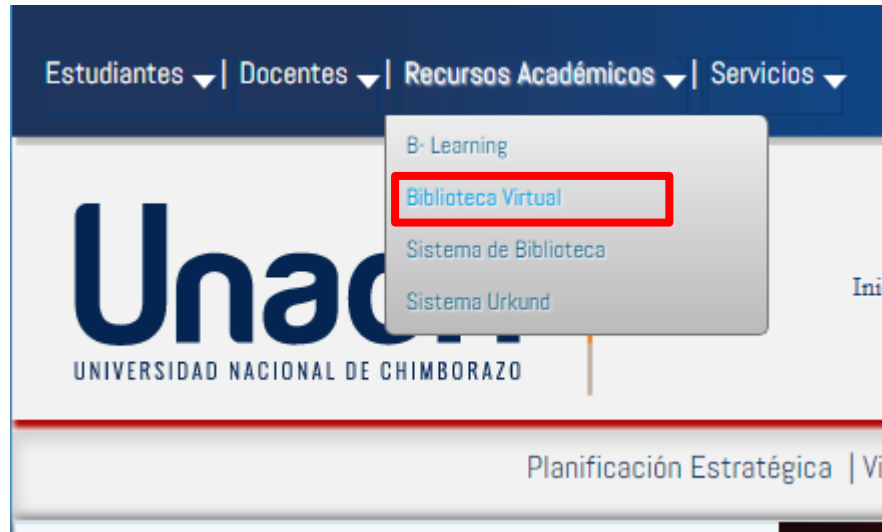 Estudiantes | Docentes | Recursos Académicos | Servicios
B- Learning
Biblioteca Virtual
Sistema de Biblioteca
Sistema Urkund
UNIVERSIDAD NACIONAL DE CHIMBORAZO
Planificación Estratégica |